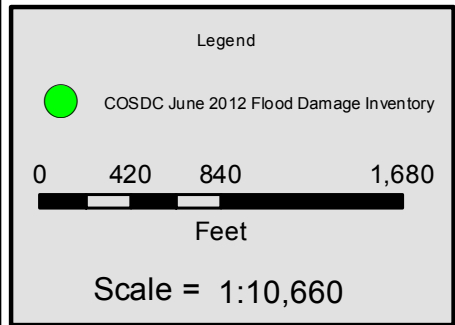 Legend
COSDC June 2012 Flood Damage Inventory
0 420 840 1,680
Feet
Scale = 1:10,660